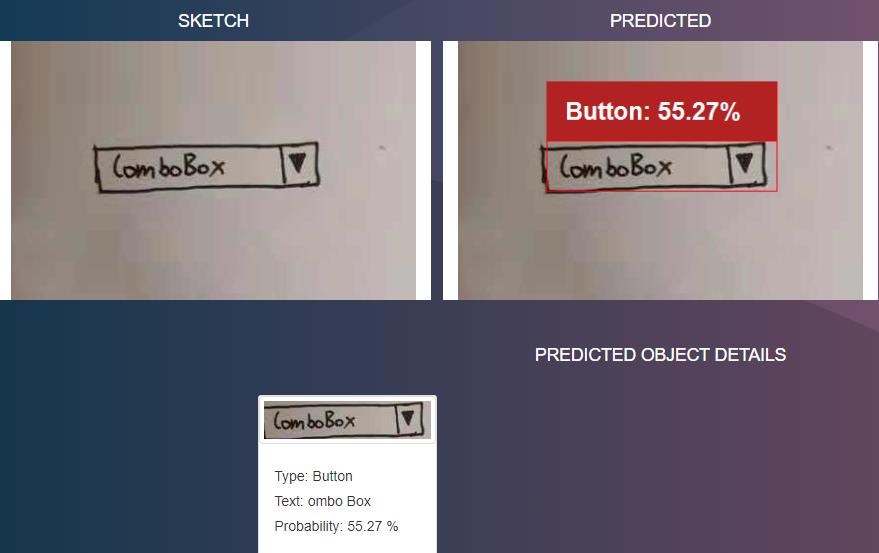 SKETCH
PREDICTED
ComboBox
Button: 55.27%
ComboBox
PREDICTED OBJECT DETAILS
ComboBox
Type: Button
Text: ombo Box
Probability: 55.27 %